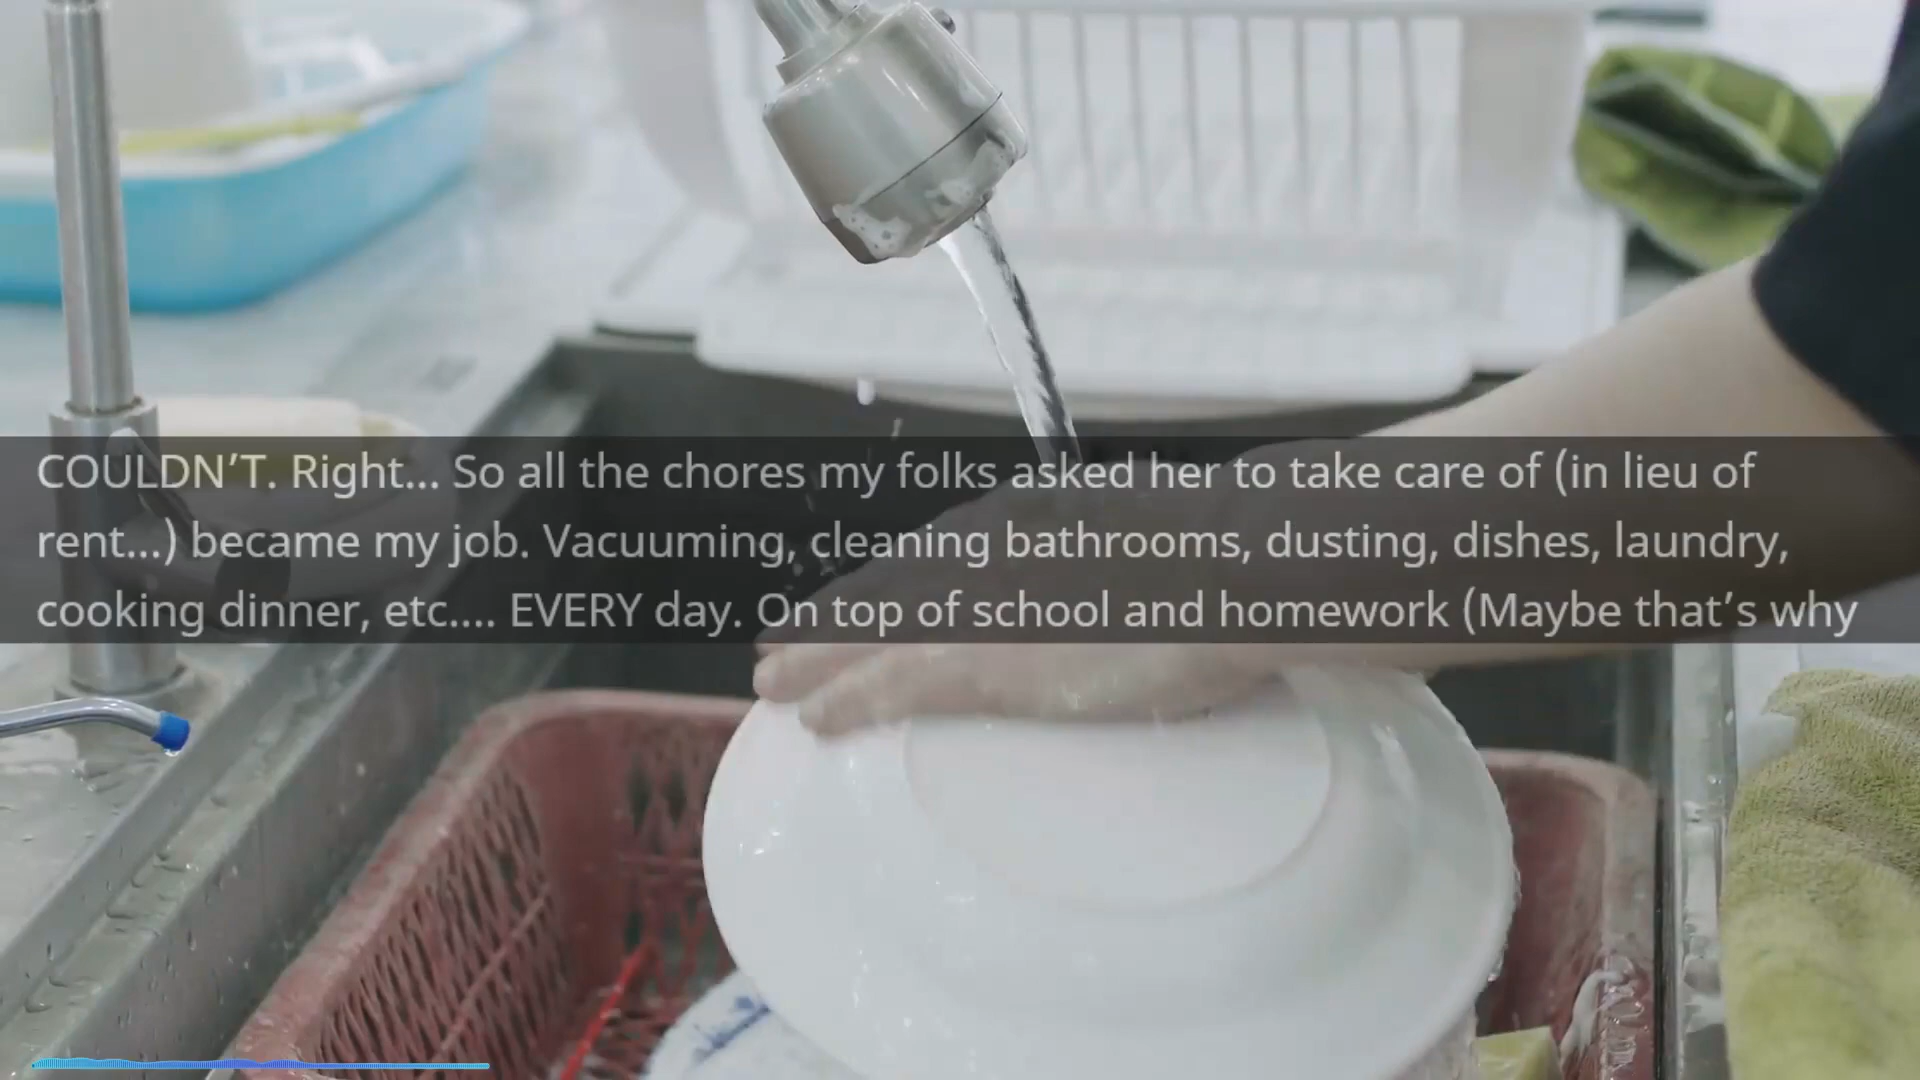 COULDN’T. Right... So all the chores my folks asked her to take care of (in lieu of
rent...) became my job. Vacuuming, cleaning bathrooms, dusting, dishes, laundry,
cooking dinner, etc.... EVERY day. On top of school and homework (Maybe that’s why